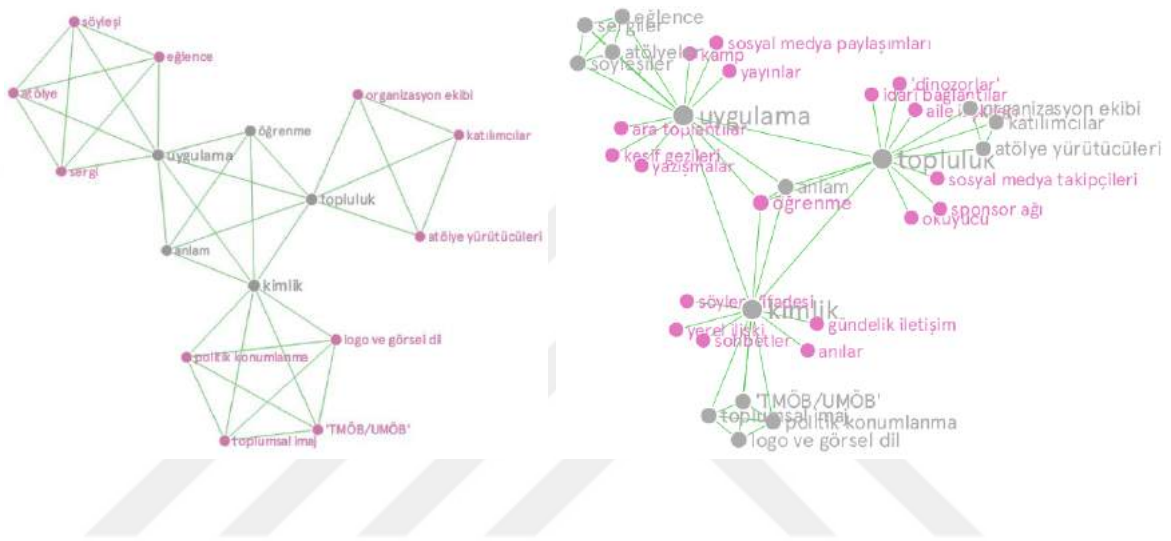 söyleşi
eğlence
atölye
sergi
uygulama
öğrenme
anlam
topluluk
organizasyon ekibi
katılımcılar
atölye yürütücüleri
kimlik
logo ve görsel dil
politik konumlanma
toplumsal imaj
'TMÖB/UMÖB'
eğlence
sergiler
atölyeler
söyleşiler
kamp
sosyal medya paylaşımları
yayınlar
uygulama
ara toplantılar
keşif gezileri
yazışmalar
'dinozorlar'
idari bağlantılar
aile
organizasyon ekibi
katılımcılar
atölye yürütücüleri
topluluk
sosyal medya takipçileri
sponsor ağı
okuyucu
anlam
öğrenme
kimlik
yerel ilişki
sohbetler
gündelik iletişim
anılar
'TMÖB/UMÖB'
toplumsal imaj
politik konumlanma
logo ve görsel dil